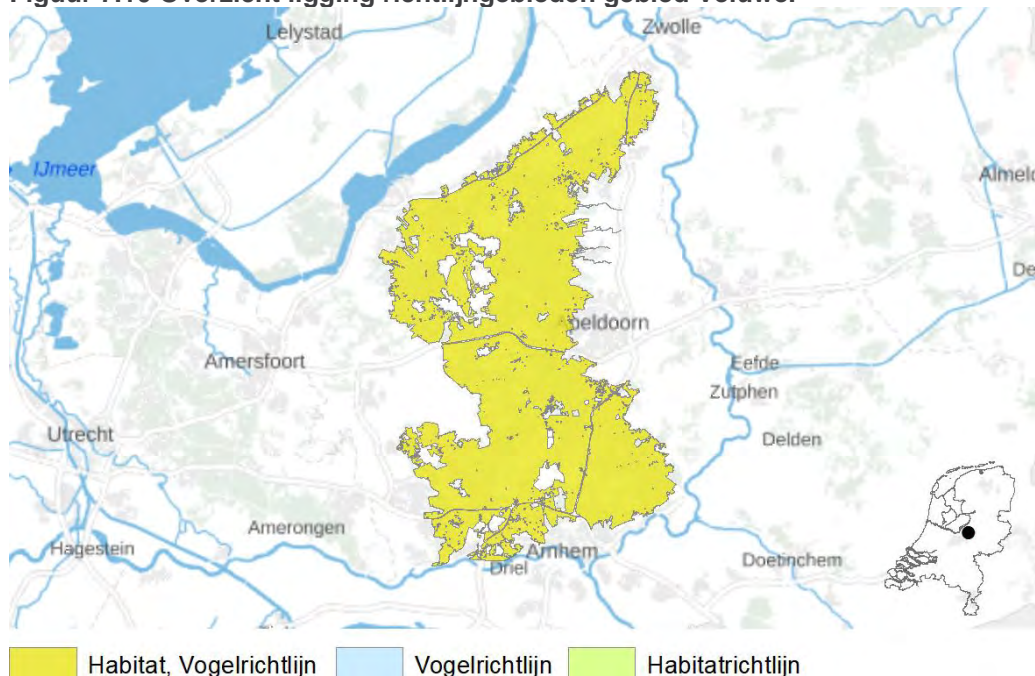 Lelystad
Zwolle
IJmeer
Almelo
peldoorn
De
Amersfoort
Eefde
Zutphen
Utrecht
Delden
Amerongen
Hagestein
Arnhem
Driel
Doetinchem
Habitat, Vogelrichtlijn
Vogelrichtlijn
Habitatrichtlijn